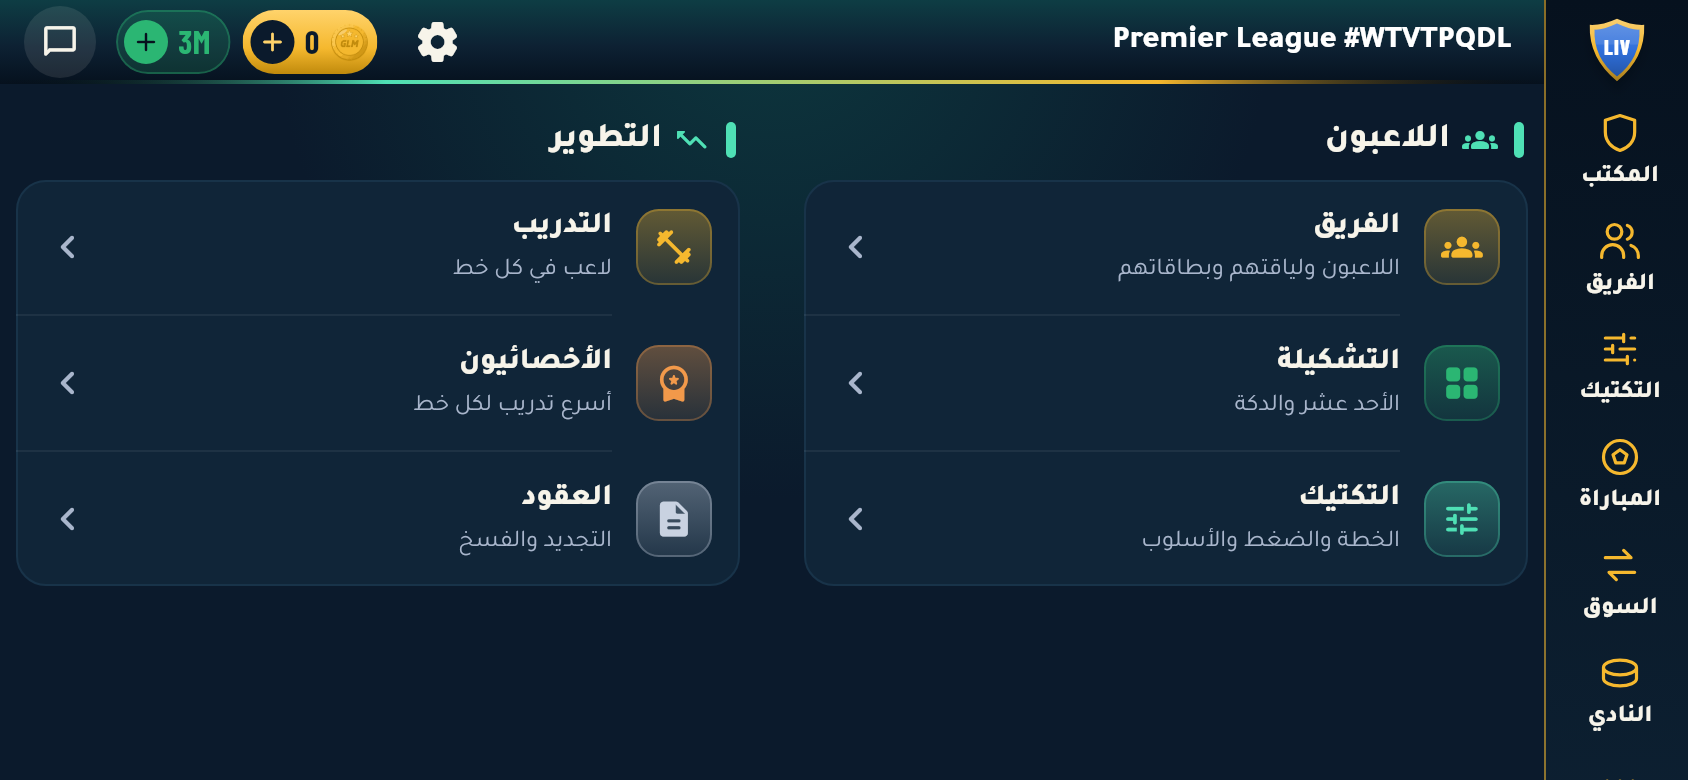 Premier League #WTVTPQDL
GLM
0
3M
LIV
المكتب
الفريق
التكتيك
المباراة
السوق
النادي
اللاعبون
الفريق
اللاعبون ولياقتهم وبطاقاتهم
التشكيلة
الأحد عشر والدكة
التكتيك
الخطة والضغط والأسلوب
التطوير
التدريب
لاعب في كل خط
الأخصائيون
أسرع تدريب لكل خط
العقود
التجديد والفسخ